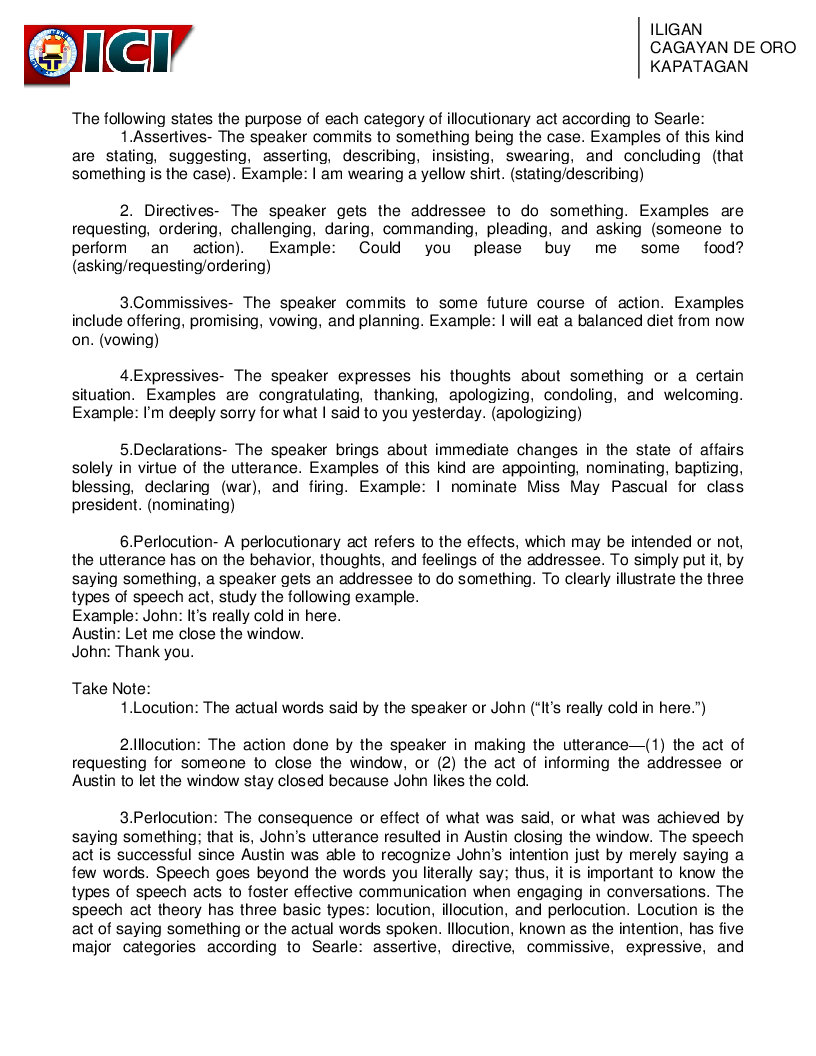 ICI
ILIGAN
CAGAYAN DE ORO
KAPATAGAN
The following states the purpose of each category of illocutionary act according to Searle:
1.Assertives- The speaker commits to something being the case. Examples of this kind
are stating, suggesting, asserting, describing, insisting, swearing, and concluding (that
something is the case). Example: I am wearing a yellow shirt. (stating/describing)
2. Directives- The speaker gets the addressee to do something. Examples are
requesting, ordering, challenging, daring, commanding, pleading, and asking (someone to
perform an action). Example: Could you please buy me some food?
(asking/requesting/ordering)
3.Commissives- The speaker commits to some future course of action. Examples
include offering, promising, vowing, and planning. Example: I will eat a balanced diet from now
on. (vowing)
4.Expressives- The speaker expresses his thoughts about something or a certain
situation. Examples are congratulating, thanking, apologizing, condoling, and welcoming.
Example: I’m deeply sorry for what I said to you yesterday. (apologizing)
5.Declarations- The speaker brings about immediate changes in the state of affairs
solely in virtue of the utterance. Examples of this kind are appointing, nominating, baptizing,
blessing, declaring (war), and firing. Example: I nominate Miss May Pascual for class
president. (nominating)
6.Perlocution- A perlocutionary act refers to the effects, which may be intended or not,
the utterance has on the behavior, thoughts, and feelings of the addressee. To simply put it, by
saying something, a speaker gets an addressee to do something. To clearly illustrate the three
types of speech act, study the following example.
Example: John: It’s really cold in here.
Austin: Let me close the window.
John: Thank you.
Take Note:
1.Locution: The actual words said by the speaker or John (“It’s really cold in here.”)
2.Illocution: The action done by the speaker in making the utterance—(1) the act of
requesting for someone to close the window, or (2) the act of informing the addressee or
Austin to let the window stay closed because John likes the cold.
3.Perlocution: The consequence or effect of what was said, or what was achieved by
saying something; that is, John’s utterance resulted in Austin closing the window. The speech
act is successful since Austin was able to recognize John’s intention just by merely saying a
few words. Speech goes beyond the words you literally say; thus, it is important to know the
types of speech acts to foster effective communication when engaging in conversations. The
speech act theory has three basic types: locution, illocution, and perlocution. Locution is the
act of saying something or the actual words spoken. Illocution, known as the intention, has five
major categories according to Searle: assertive, directive, commissive, expressive, and